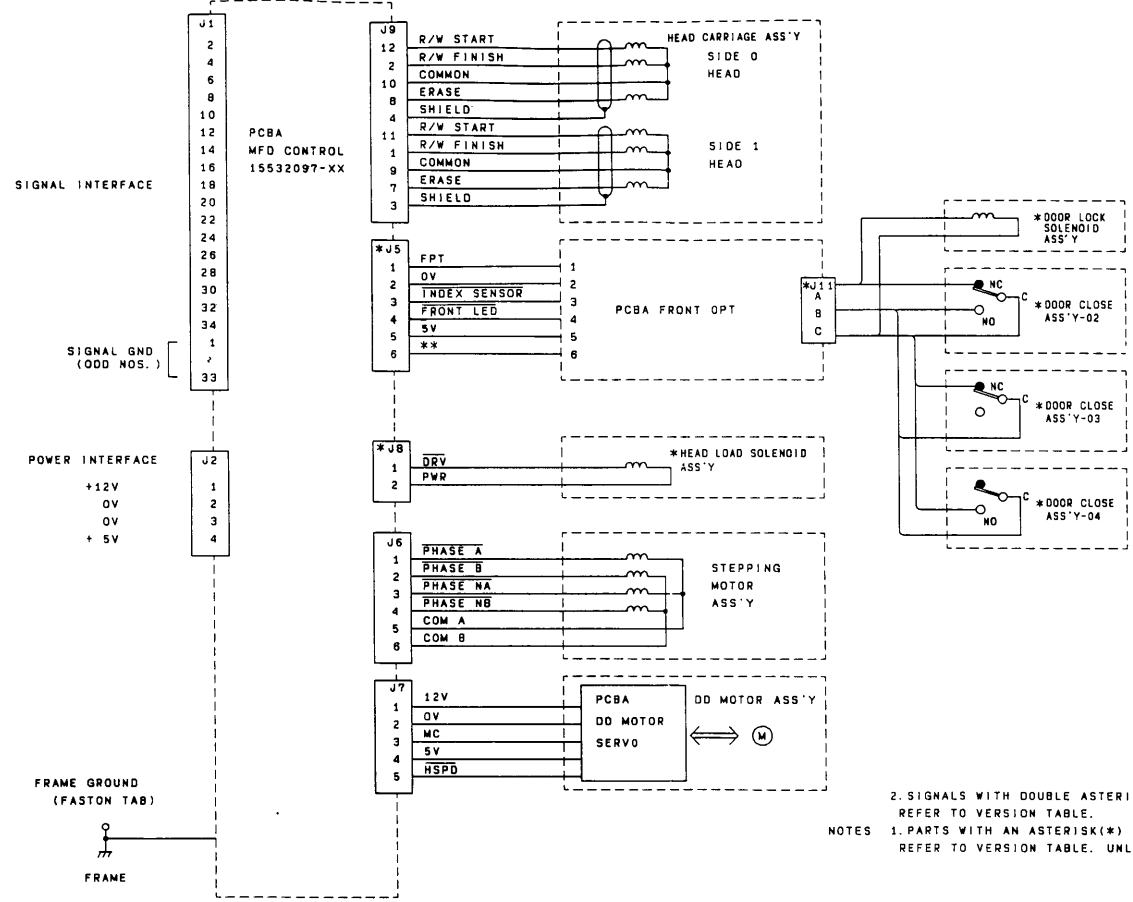 SIGNAL INTERFACE
J1
2
4
6
8
10
12
14
16
18
20
22
24
26
28
30
32
34
1
≀
33
SIGNAL GND
(ODD NOS.)
POWER INTERFACE
J2
+12V 1
0V 2
0V 3
+ 5V 4
FRAME GROUND
(FASTON TAB)
FRAME
PCBA
MFD CONTROL
15532097-XX
J9
12 R/W START
2 R/W FINISH
10 COMMON
8 ERASE
4 SHIELD
11 R/W START
1 R/W FINISH
9 COMMON
7 ERASE
3 SHIELD
HEAD CARRIAGE ASS'Y
SIDE 0
HEAD
SIDE 1
HEAD
*J5
1 FPT 1
2 0V 2
3 INDEX SENSOR 3
4 FRONT LED 4
5 5V 5
6 ** 6
PCBA FRONT OPT
*J11
A
B
C
*DOOR LOCK
SOLENOID
ASS'Y
NC
C
NO
*DOOR CLOSE
ASS'Y-02
NC
C
*DOOR CLOSE
ASS'Y-03
C
NO
*DOOR CLOSE
ASS'Y-04
*J8
1 DRV
2 PWR
*HEAD LOAD SOLENOID
ASS'Y
J6
1 PHASE A
2 PHASE B
3 PHASE NA
4 PHASE NB
5 COM A
6 COM B
STEPPING
MOTOR
ASS'Y
J7
1 12V
2 0V
3 MC
4 5V
5 HSPD
PCBA
DD MOTOR
SERVO
DD MOTOR ASS'Y
M
2. SIGNALS WITH DOUBLE ASTERI
REFER TO VERSION TABLE.
NOTES 1. PARTS WITH AN ASTERISK(*)
REFER TO VERSION TABLE. UNL